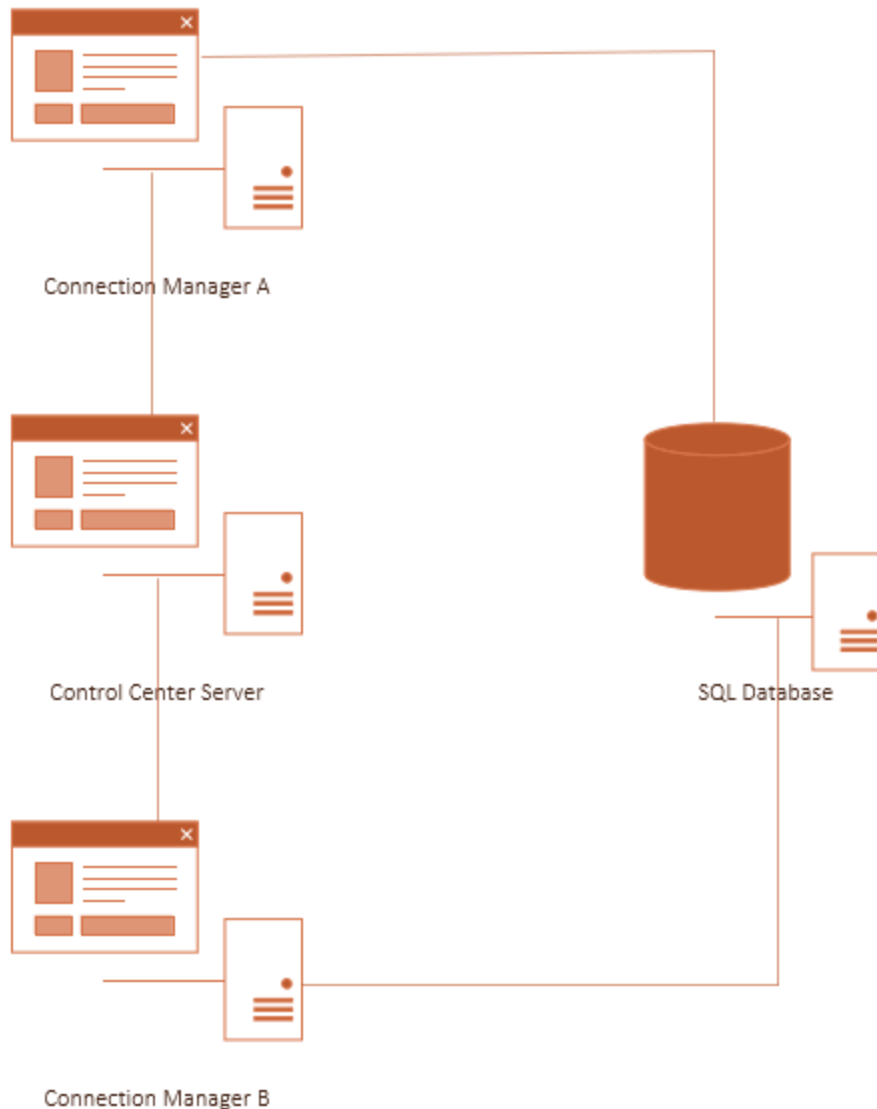 Connection Manager A
Control Center Server
SQL Database
Connection Manager B